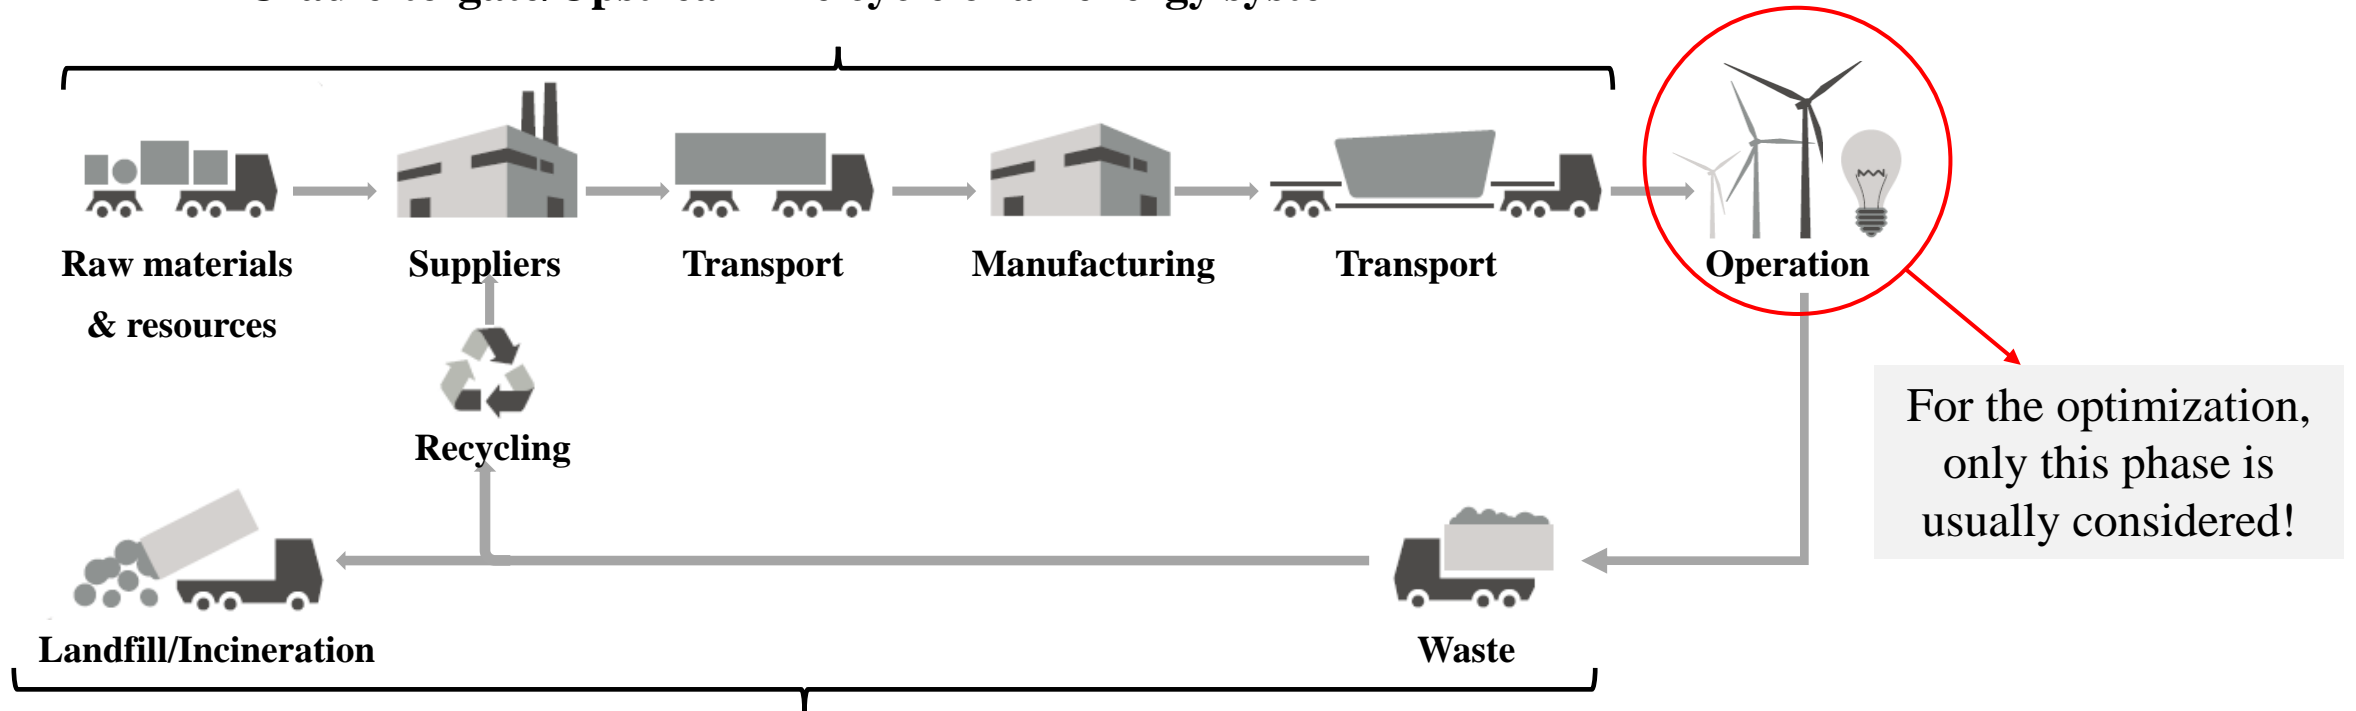 Raw materials
& resources
Suppliers
Transport
Manufacturing
Transport
Operation
Recycling
For the optimization,
only this phase is
usually considered!
Landfill/Incineration
Waste